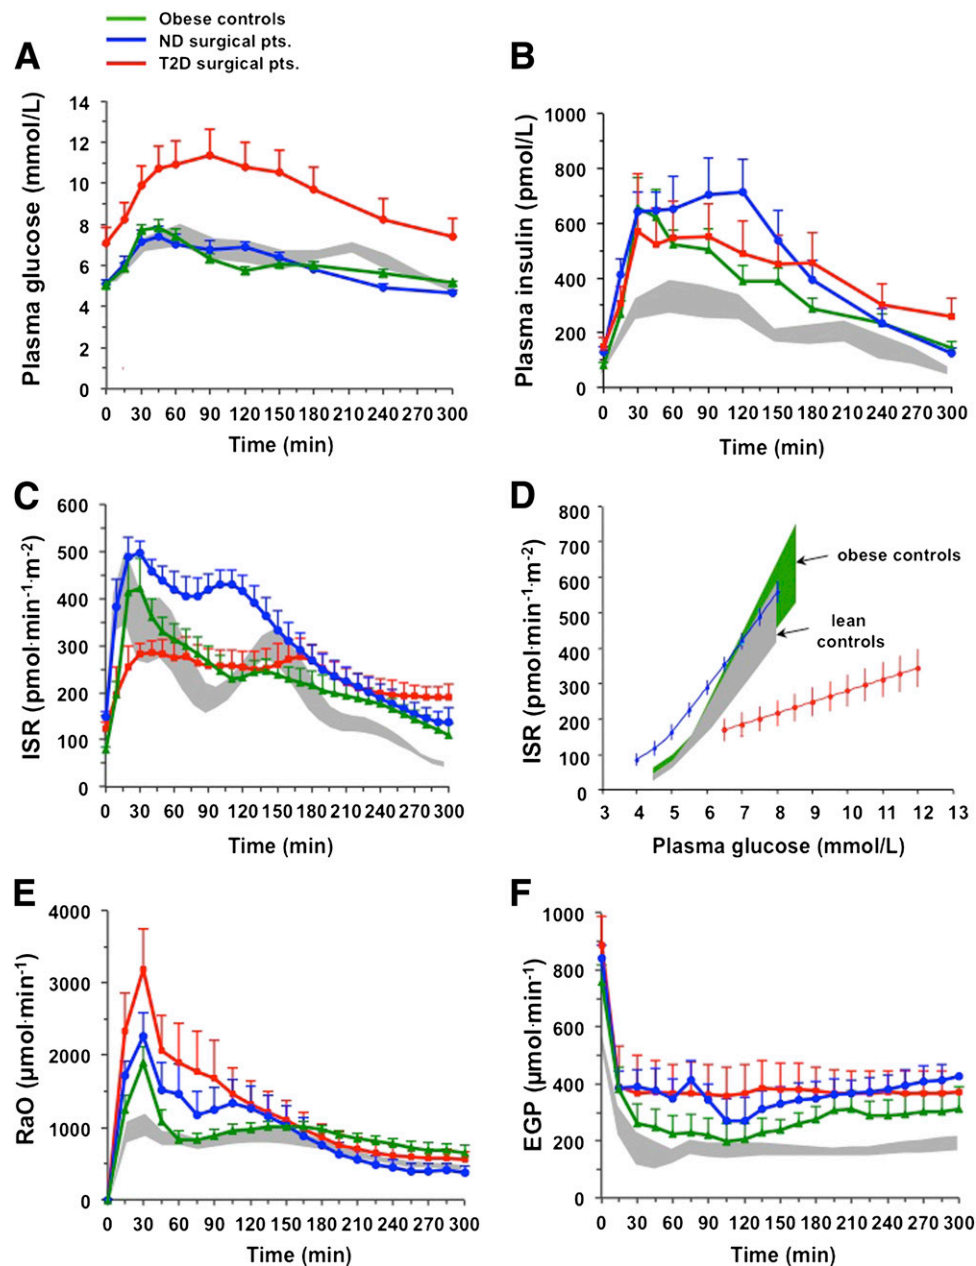 Obese controls
ND surgical pts.
T2D surgical pts.
A
Plasma glucose (mmol/L)
14
12
10
8
6
4
2
0
0 30 60 90 120 150 180 210 240 270 300
Time (min)
B
Plasma insulin (pmol/L)
1000
800
600
400
200
0
0 30 60 90 120 150 180 210 240 270 300
Time (min)
C
ISR (pmol·min-1·m-2)
600
500
400
300
200
100
0
0 30 60 90 120 150 180 210 240 270 300
Time (min)
D
ISR (pmol·min-1·m-2)
800
700
600
500
400
300
200
100
0
obese controls
lean
controls
3 4 5 6 7 8 9 10 11 12 13
Plasma glucose (mmol/L)
E
RaO (µmol·min-1)
4000
3000
2000
1000
0
0 30 60 90 120 150 180 210 240 270 300
Time (min)
F
EGP (µmol·min-1)
1000
800
600
400
200
0
0 30 60 90 120 150 180 210 240 270 300
Time (min)